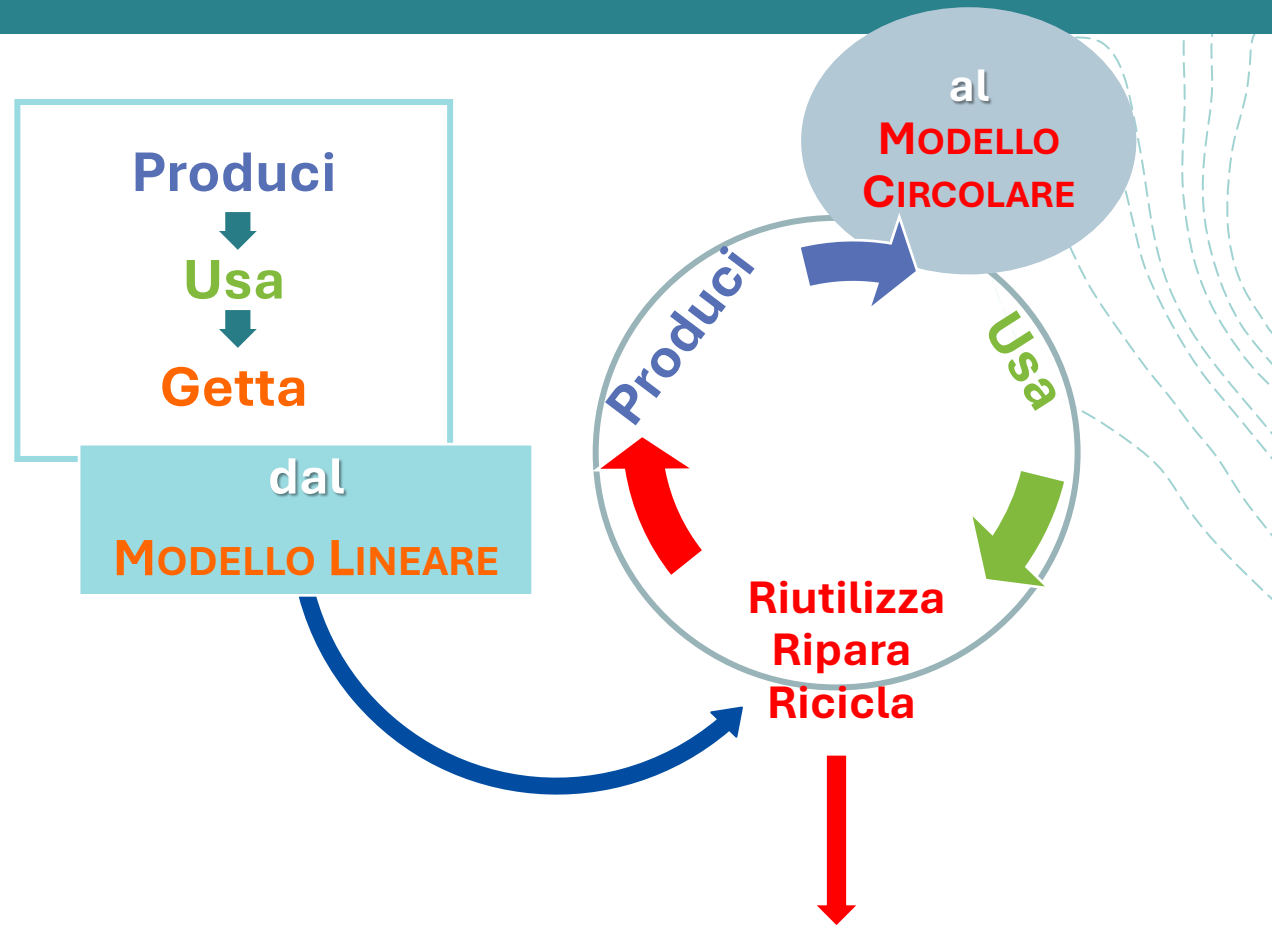 Produci
Usa
Getta
dal
MODELLO LINEARE
al
MODELLO
CIRCOLARE
Produci
Usa
Riutilizza
Ripara
Ricicla